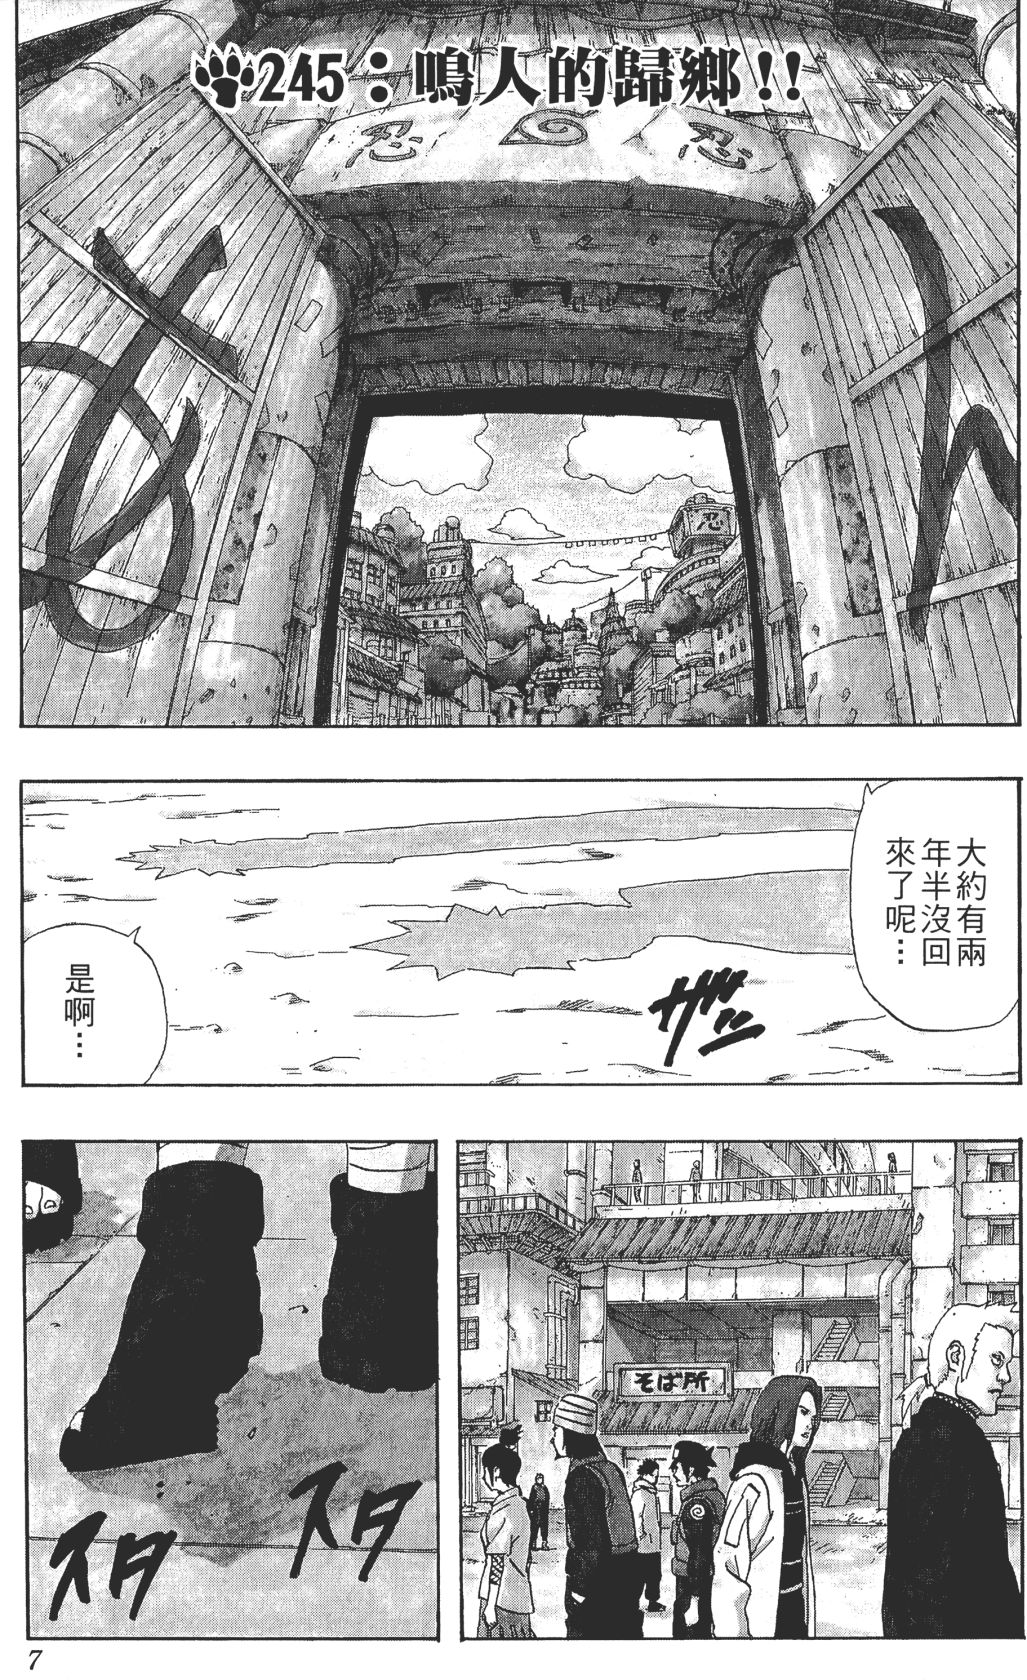 245：鳴人的歸鄉!!
忍 忍
あ ん
忍
大約有兩
年半沒回
來了呢…
是啊…
ザッ
そば所
スタ
スタ
7